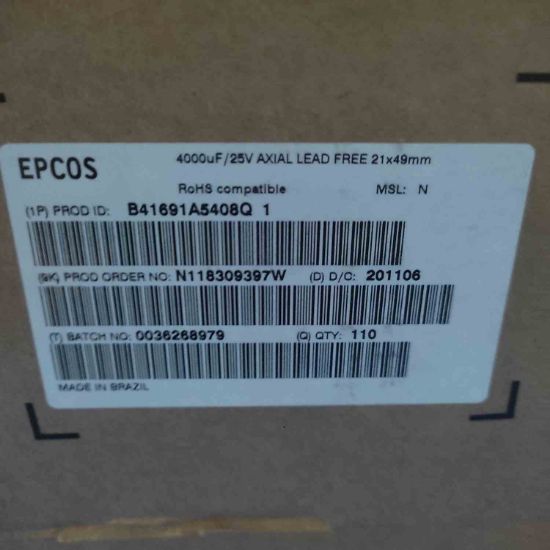 4000uF/25V AXIAL LEAD FREE 21x49mm
EPCOS
RoHS compatible MSL: N
(1P) PROD ID: B41691A5408Q 1
(9K) PROD ORDER NO: N118309397W (D) D/C: 201106
(T) BATCH NO: 0036268979 (Q) QTY: 110
MADE IN BRAZIL